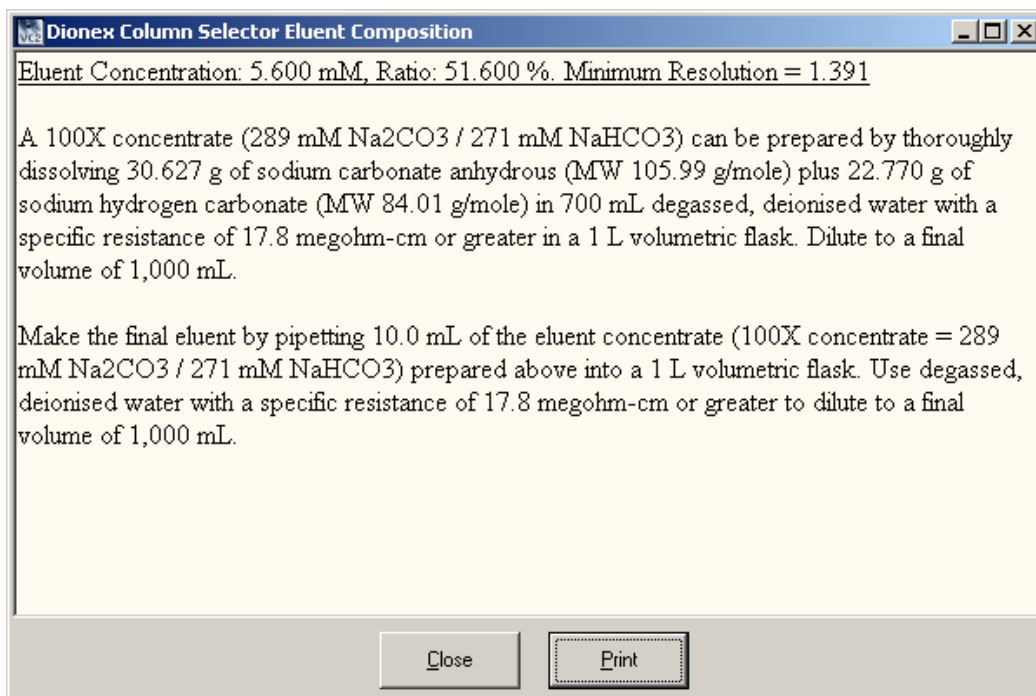 Dionex Column Selector Eluent Composition
Eluent Concentration: 5.600 mM, Ratio: 51.600 %. Minimum Resolution = 1.391
A 100X concentrate (289 mM Na2CO3 / 271 mM NaHCO3) can be prepared by thoroughly
dissolving 30.627 g of sodium carbonate anhydrous (MW 105.99 g/mole) plus 22.770 g of
sodium hydrogen carbonate (MW 84.01 g/mole) in 700 mL degassed, deionised water with a
specific resistance of 17.8 megohm-cm or greater in a 1 L volumetric flask. Dilute to a final
volume of 1,000 mL.
Make the final eluent by pipetting 10.0 mL of the eluent concentrate (100X concentrate = 289
mM Na2CO3 / 271 mM NaHCO3) prepared above into a 1 L volumetric flask. Use degassed,
deionised water with a specific resistance of 17.8 megohm-cm or greater to dilute to a final
volume of 1,000 mL.
Close Print